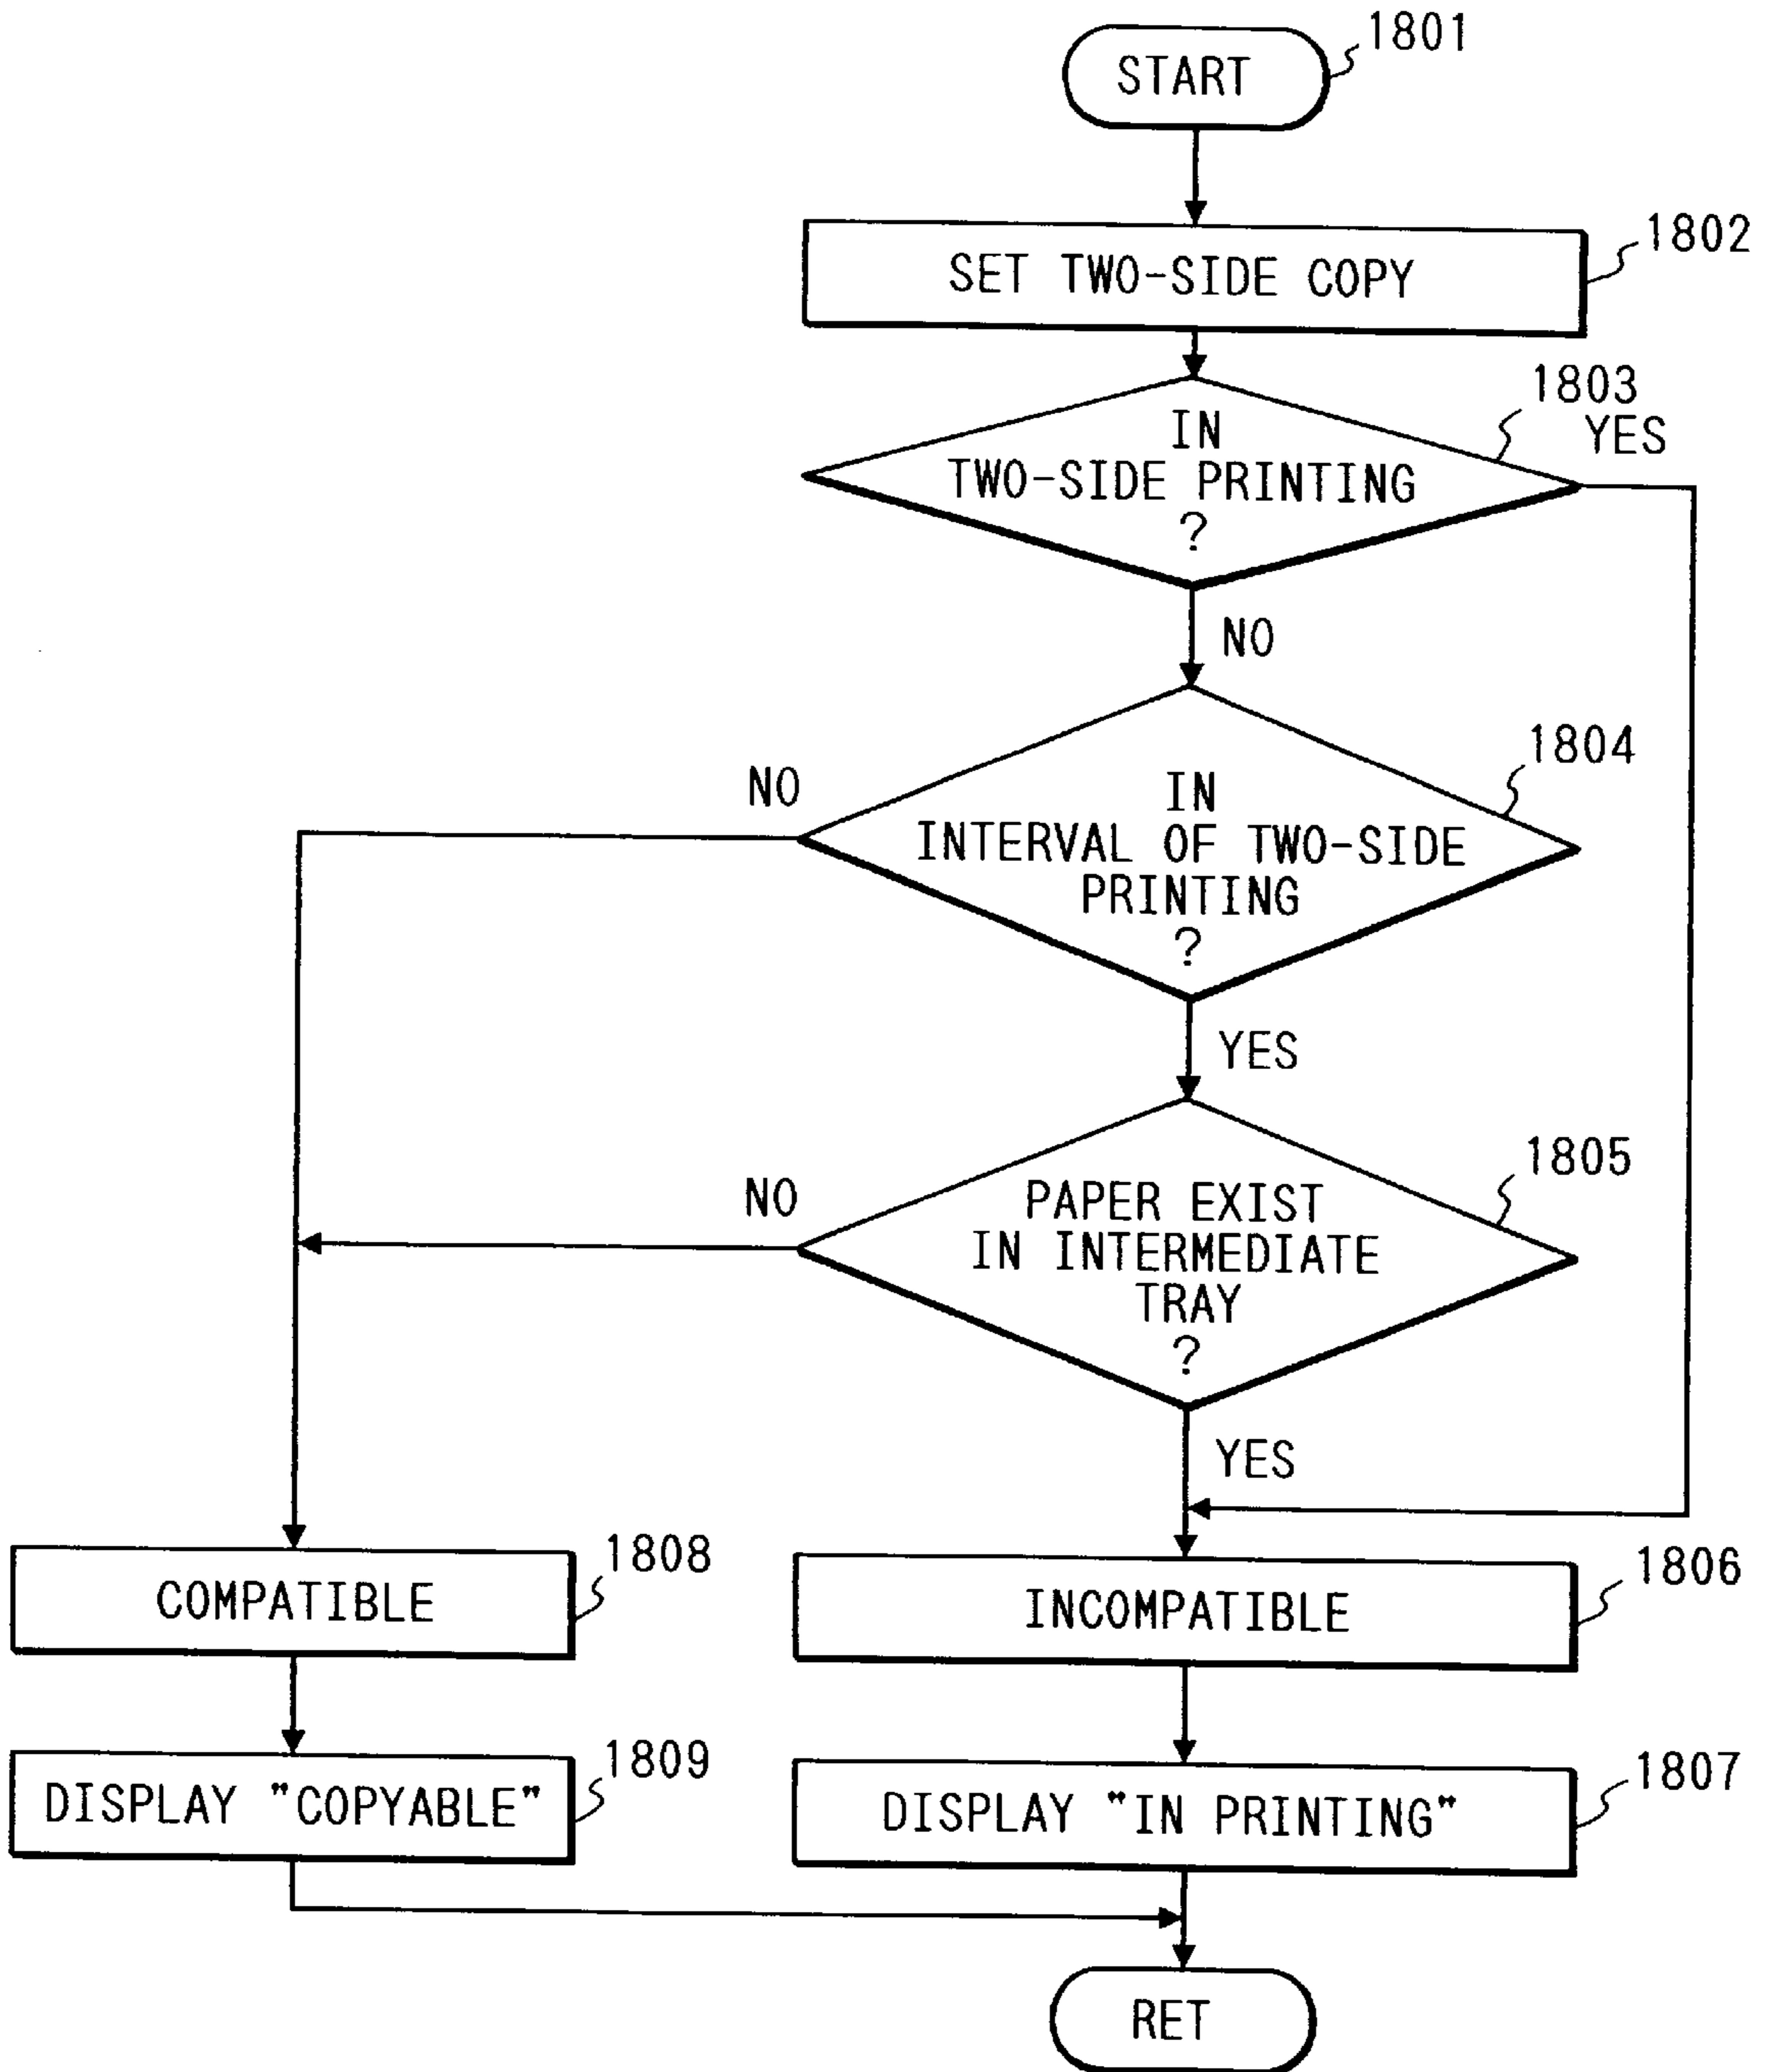 1801
START
1802
SET TWO-SIDE COPY
1803
YES
IN
TWO-SIDE PRINTING
?
NO
1804
NO
IN
INTERVAL OF TWO-SIDE
PRINTING
?
YES
1805
NO
PAPER EXIST
IN INTERMEDIATE
TRAY
?
YES
1808
COMPATIBLE
1806
INCOMPATIBLE
1809
DISPLAY "COPYABLE"
1807
DISPLAY "IN PRINTING"
RET